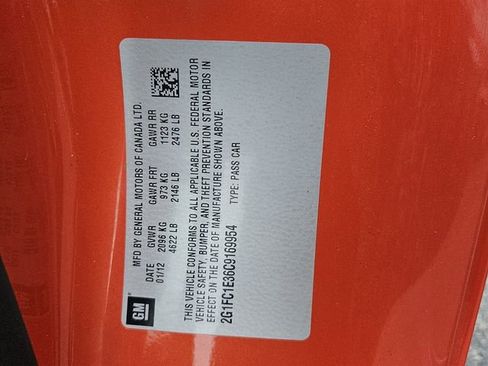 GM
MFD BY GENERAL MOTORS OF CANADA LTD.
DATE GVWR GAWR FRT GAWR RR
01/12 2096 KG 973 KG 1123 KG
4622 LB 2146 LB 2476 LB
THIS VEHICLE CONFORMS TO ALL APPLICABLE U.S. FEDERAL MOTOR
VEHICLE SAFETY, BUMPER, AND THEFT PREVENTION STANDARDS IN
EFFECT ON THE DATE OF MANUFACTURE SHOWN ABOVE.
2G1FC1E36C9169954 TYPE: PASS CAR